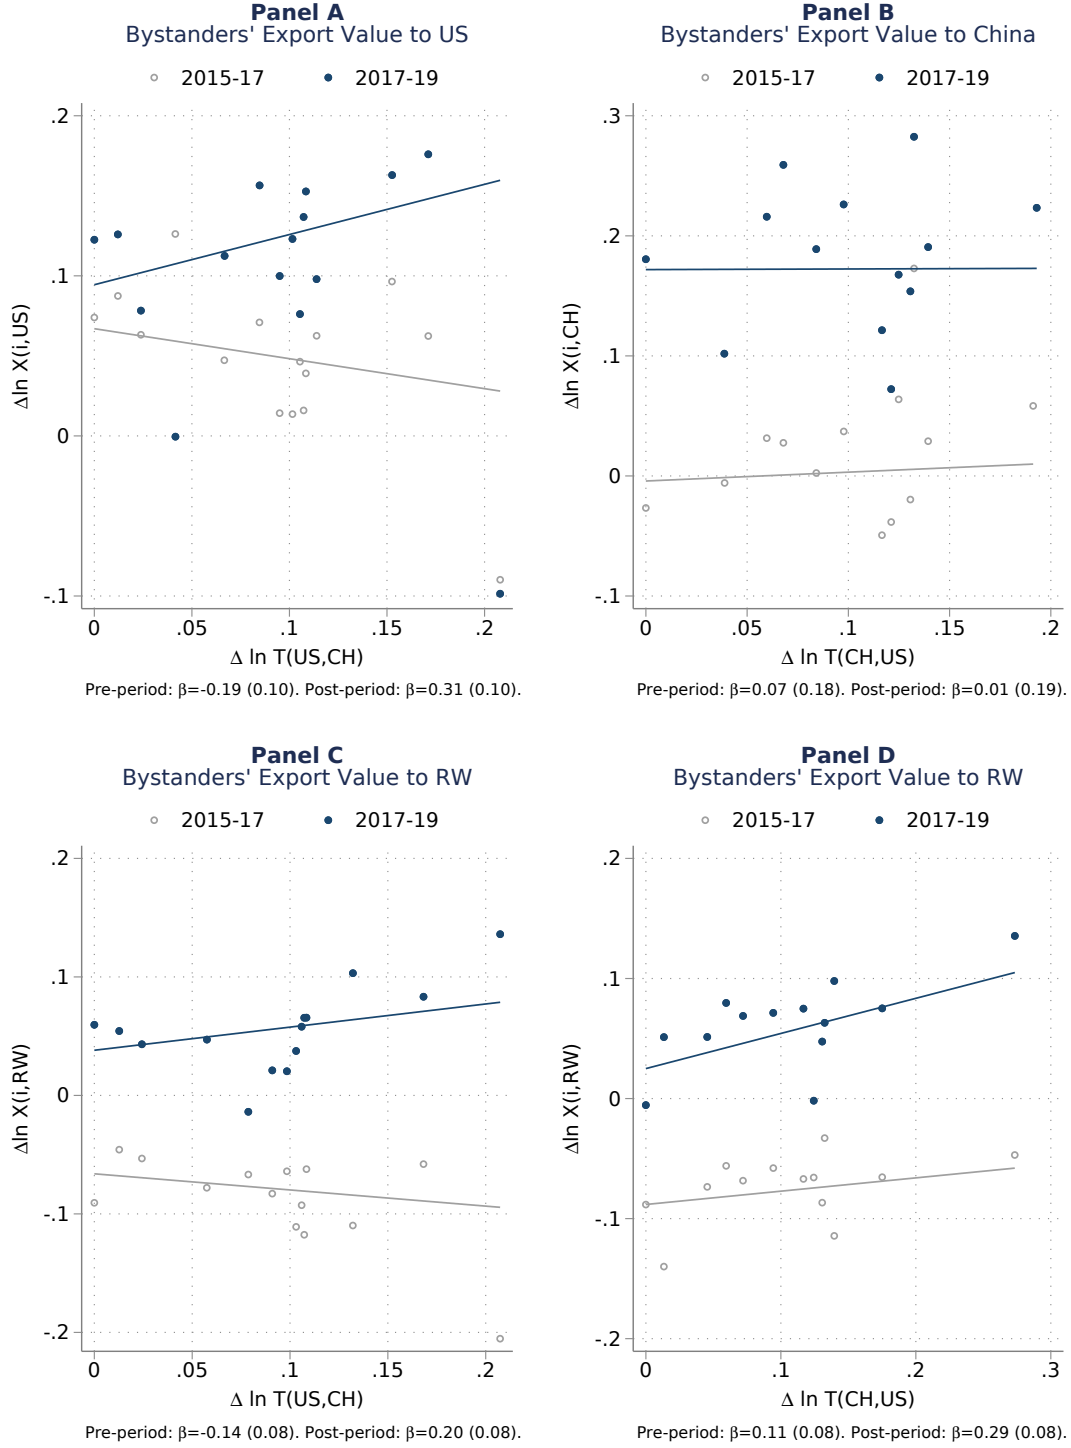 Panel A
Bystanders' Export Value to US
2015-17 2017-19
.2
.1
0
-.1
Δln X(i,US)
0 .05 .1 .15 .2
Δ ln T(US,CH)
Pre-period: β=-0.19 (0.10). Post-period: β=0.31 (0.10).
Panel B
Bystanders' Export Value to China
2015-17 2017-19
.3
.2
.1
0
-.1
Δln X(i,CH)
0 .05 .1 .15 .2
Δ ln T(CH,US)
Pre-period: β=0.07 (0.18). Post-period: β=0.01 (0.19).
Panel C
Bystanders' Export Value to RW
2015-17 2017-19
.2
.1
0
-.1
-.2
Δln X(i,RW)
0 .05 .1 .15 .2
Δ ln T(US,CH)
Pre-period: β=-0.14 (0.08). Post-period: β=0.20 (0.08).
Panel D
Bystanders' Export Value to RW
2015-17 2017-19
.2
.1
0
-.1
-.2
Δln X(i,RW)
0 .1 .2 .3
Δ ln T(CH,US)
Pre-period: β=0.11 (0.08). Post-period: β=0.29 (0.08).